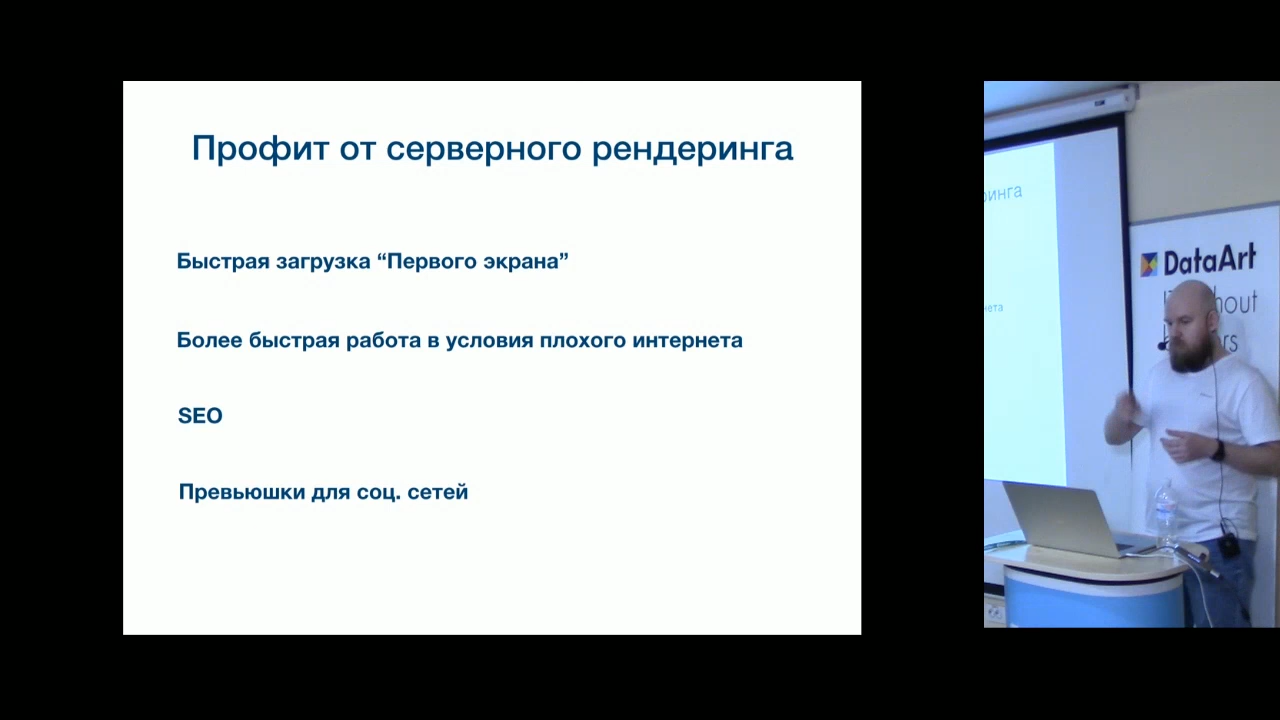 Профит от серверного рендеринга
Быстрая загрузка “Первого экрана”
Более быстрая работа в условия плохого интернета
SEO
Превьюшки для соц. сетей
DataArt